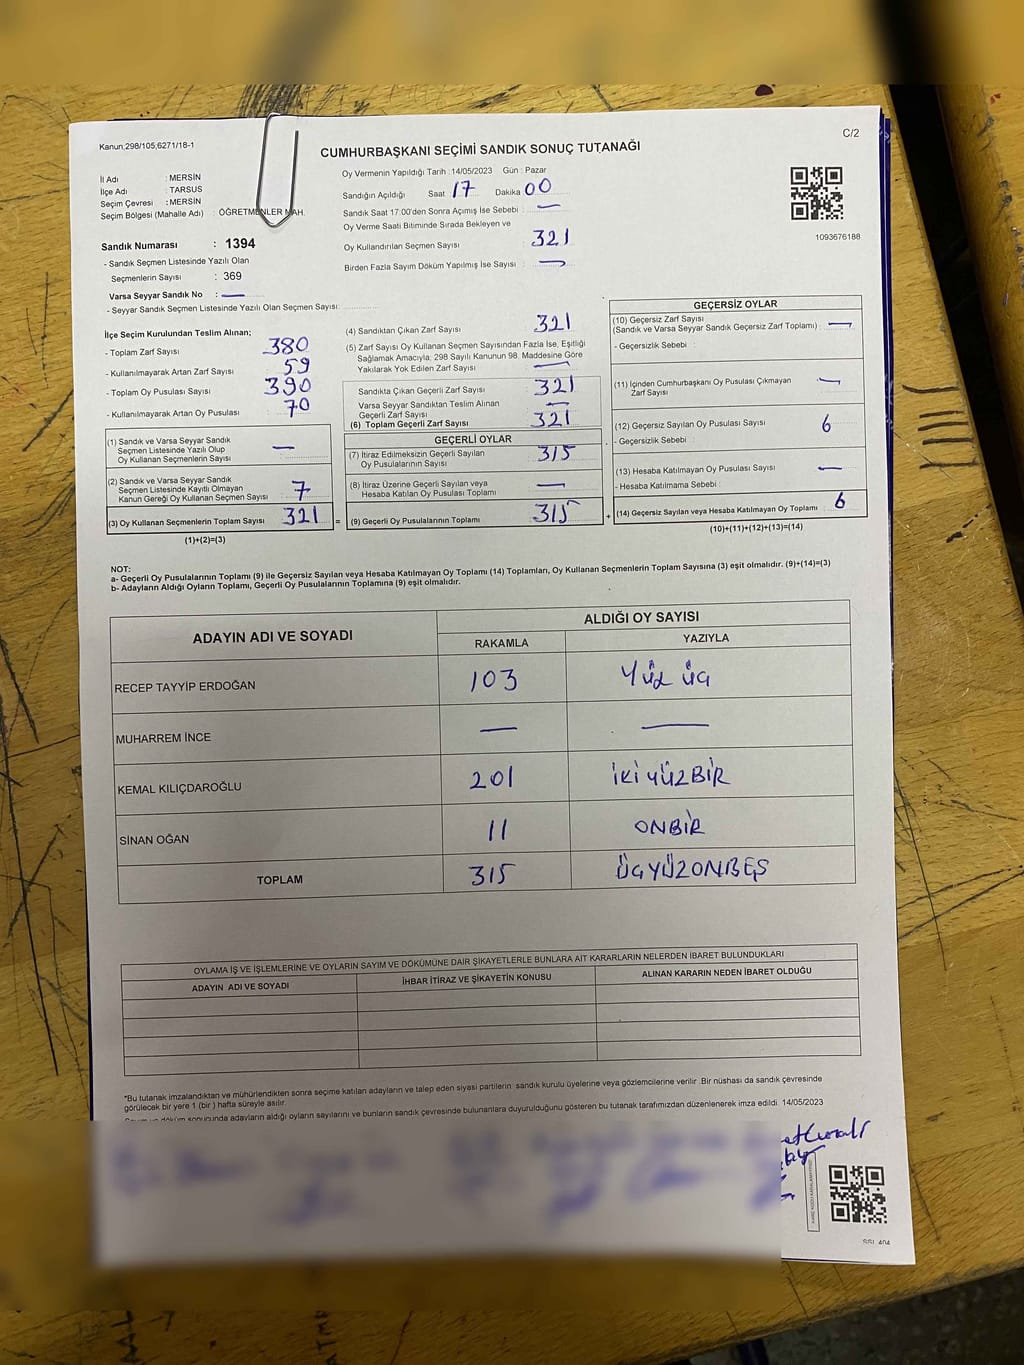 Kanun;298/105,6271/18-1
C/2
CUMHURBAŞKANI SEÇİMİ SANDIK SONUÇ TUTANAĞI
İl Adı : MERSİN
İlçe Adı : TARSUS
Seçim Çevresi : MERSİN
Seçim Bölgesi (Mahalle Adı) : ÖĞRETMENLER MAH.
Oy Vermenin Yapıldığı Tarih :14/05/2023 Gün : Pazar
Sandığın Açıldığı Saat 17 Dakika 00
Sandık Saat 17:00'den Sonra Açımış İse Sebebi : —
Oy Verme Saati Bitiminde Sırada Bekleyen ve
Oy Kullandırılan Seçmen Sayısı 321
Birden Fazla Sayım Döküm Yapılmış İse Sayısı : —
1093676188
Sandık Numarası : 1394
- Sandık Seçmen Listesinde Yazılı Olan
Seçmenlerin Sayısı : 369
Varsa Seyyar Sandık No : —
- Seyyar Sandık Seçmen Listesinde Yazılı Olan Seçmen Sayısı:
İlçe Seçim Kurulundan Teslim Alınan;
- Toplam Zarf Sayısı : 380
- Kullanılmayarak Artan Zarf Sayısı : 59
- Toplam Oy Pusulası Sayısı : 390
- Kullanılmayarak Artan Oy Pusulası : 70
(1) Sandık ve Varsa Seyyar Sandık
Seçmen Listesinde Yazılı Olup
Oy Kullanan Seçmenlerin Sayısı : —
(2) Sandık ve Varsa Seyyar Sandık
Seçmen Listesinde Kayıtlı Olmayan
Kanun Gereği Oy Kullanan Seçmen Sayısı : 7
(3) Oy Kullanan Seçmenlerin Toplam Sayısı : 321
(1)+(2)=(3)
(4) Sandıktan Çıkan Zarf Sayısı : 321
(5) Zarf Sayısı Oy Kullanan Seçmen Sayısından Fazla İse, Eşitliği
Sağlamak Amacıyla; 298 Sayılı Kanunun 98. Maddesine Göre
Yakılarak Yok Edilen Zarf Sayısı : —
Sandıkta Çıkan Geçerli Zarf Sayısı : 321
Varsa Seyyar Sandıktan Teslim Alınan
Geçerli Zarf Sayısı : —
(6) Toplam Geçerli Zarf Sayısı : 321
GEÇERLİ OYLAR
(7) İtiraz Edilmeksizin Geçerli Sayılan
Oy Pusulalarının Sayısı : 315
(8) İtiraz Üzerine Geçerli Sayılan veya
Hesaba Katılan Oy Pusulası Toplamı : —
= (9) Geçerli Oy Pusulalarının Toplamı : 315
GEÇERSİZ OYLAR
(10) Geçersiz Zarf Sayısı
(Sandık ve Varsa Seyyar Sandık Geçersiz Zarf Toplamı) : —
- Geçersizlik Sebebi :
(11) İçinden Cumhurbaşkanı Oy Pusulası Çıkmayan
Zarf Sayısı : —
(12) Geçersiz Sayılan Oy Pusulası Sayısı : 6
- Geçersizlik Sebebi :
(13) Hesaba Katılmayan Oy Pusulası Sayısı : —
- Hesaba Katılmama Sebebi :
+ (14) Geçersiz Sayılan veya Hesaba Katılmayan Oy Toplamı : 6
(10)+(11)+(12)+(13)=(14)
NOT:
a- Geçerli Oy Pusulalarının Toplamı (9) ile Geçersiz Sayılan veya Hesaba Katılmayan Oy Toplamı (14) Toplamları, Oy Kullanan Seçmenlerin Toplam Sayısına (3) eşit olmalıdır. (9)+(14)=(3)
b- Adayların Aldığı Oyların Toplamı, Geçerli Oy Pusulalarının Toplamına (9) eşit olmalıdır.
ADAYIN ADI VE SOYADI
ALDIĞI OY SAYISI
RAKAMLA YAZIYLA
RECEP TAYYİP ERDOĞAN 103 Yüz üç
MUHARREM İNCE — —
KEMAL KILIÇDAROĞLU 201 İKİ YÜZBİR
SİNAN OĞAN 11 ONBİR
TOPLAM 315 ÜÇYÜZONBEŞ
OYLAMA İŞ VE İŞLEMLERİNE VE OYLARIN SAYIM VE DÖKÜMÜNE DAİR ŞİKAYETLERLE BUNLARA AİT KARARLARIN NELERDEN İBARET BULUNDUKLARI
ADAYIN ADI VE SOYADI
İHBAR İTİRAZ VE ŞİKAYETİN KONUSU
ALINAN KARARIN NEDEN İBARET OLDUĞU
*Bu tutanak imzalandıktan ve mühürlendikten sonra seçime katılan adayların ve talep eden siyasi partilerin sandık kurulu üyelerine veya gözlemcilerine verilir .Bir nüshası da sandık çevresinde
görülecek bir yere 1 (bir ) hafta süreyle asılır.
Sayım ve döküm sonucunda adayların aldığı oyların sayılarını ve bunların sandık çevresinde bulunanlara duyurulduğunu gösteren bu tutanak tarafımızdan düzenlenerek imza edildi. 14/05/2023